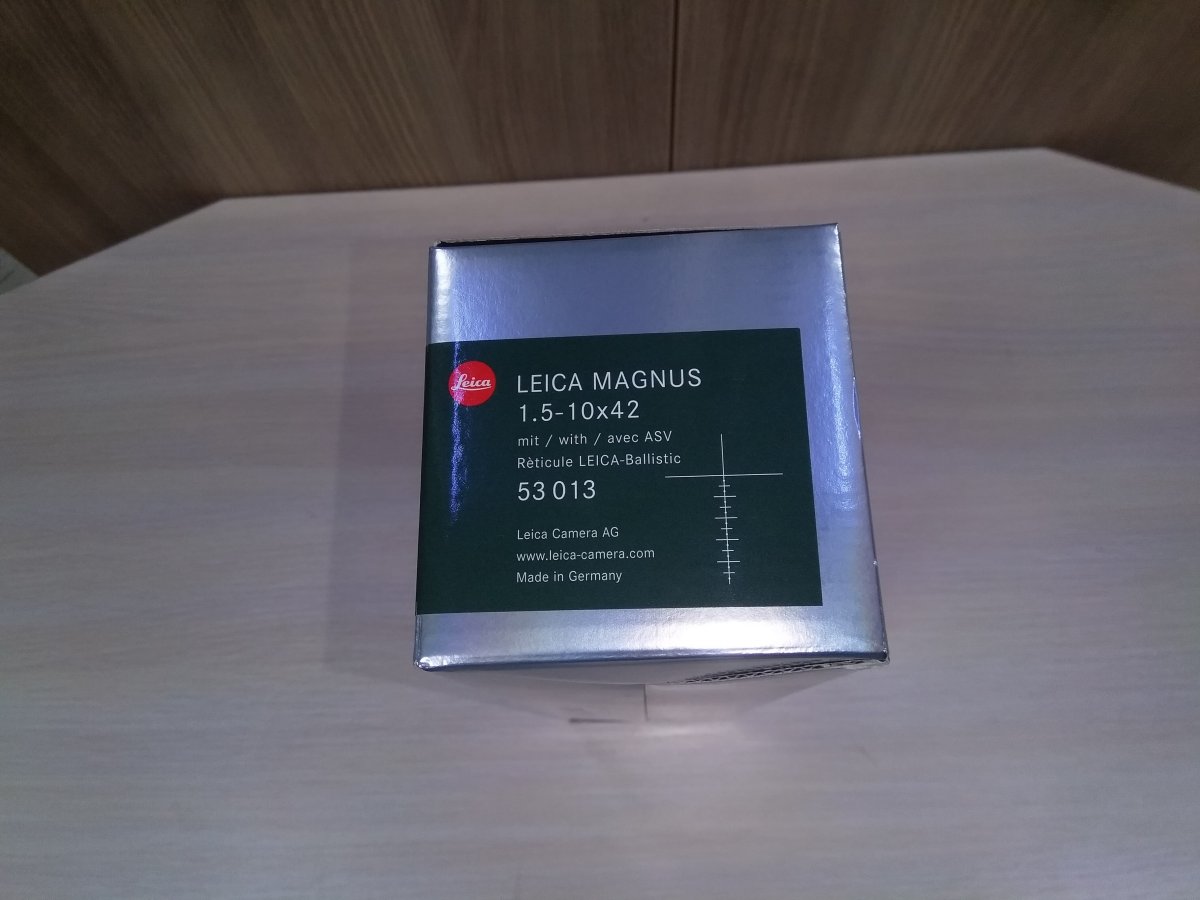 Leica
LEICA MAGNUS
1.5-10x42
mit / with / avec ASV
Rèticule LEICA-Ballistic
53 013
Leica Camera AG
www.leica-camera.com
Made in Germany